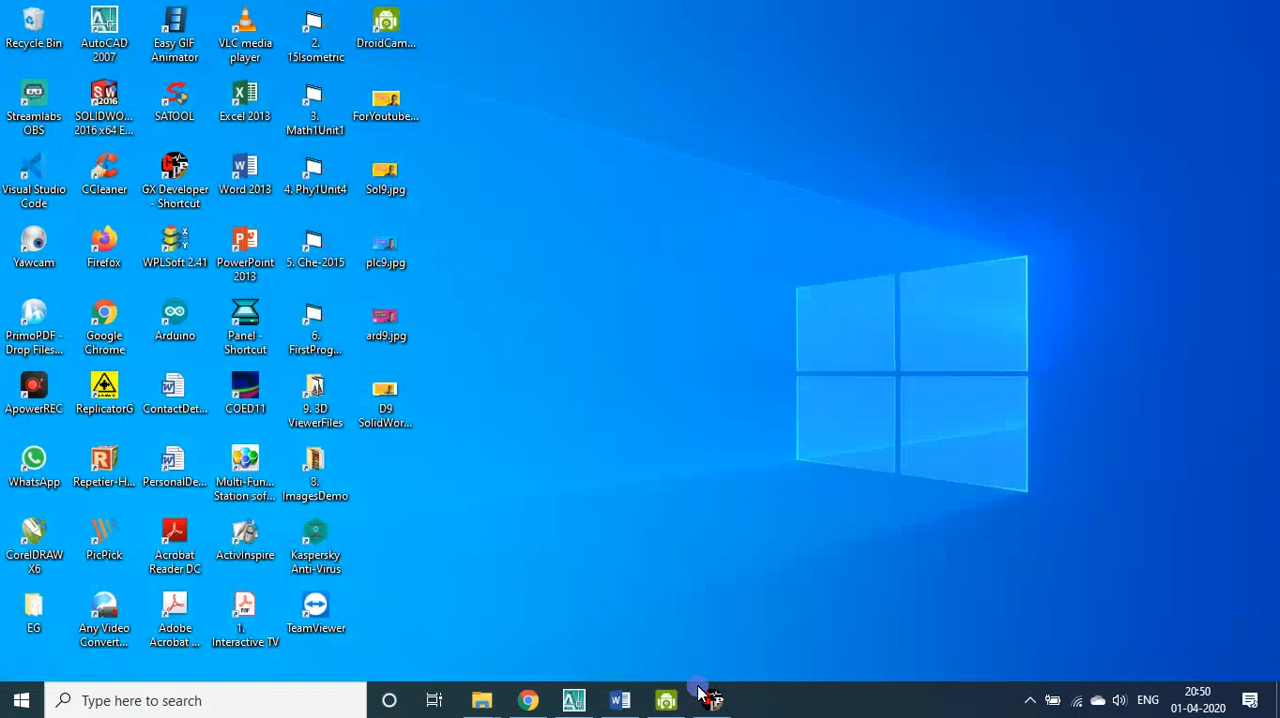 Recycle Bin
AutoCAD
2007
Easy GIF
Animator
VLC media
player
2.
15Isometric
DroidCam...
Streamlabs
OBS
SOLIDWO...
2016 x64 E...
SATOOL
Excel 2013
3.
Math1Unit1
ForYoutube...
Visual Studio
Code
CCleaner
GX Developer
- Shortcut
Word 2013
4. Phy1Unit4
Sol9.jpg
Yawcam
Firefox
WPLSoft 2.41
PowerPoint
2013
5. Che-2015
plc9.jpg
PrimoPDF -
Drop Files...
Google
Chrome
Arduino
Panel -
Shortcut
6.
FirstProg...
ard9.jpg
ApowerREC
ReplicatorG
ContactDet...
COED11
9. 3D
ViewerFiles
D9
SolidWor...
WhatsApp
Repetier-H...
PersonalDe...
Multi-Fun...
Station sof...
8.
ImagesDemo
CorelDRAW
X6
PicPick
Acrobat
Reader DC
ActivInspire
Kaspersky
Anti-Virus
EG
Any Video
Convert...
Adobe
Acrobat ...
1.
Interactive TV
TeamViewer
Type here to search
ENG
20:50
01-04-2020